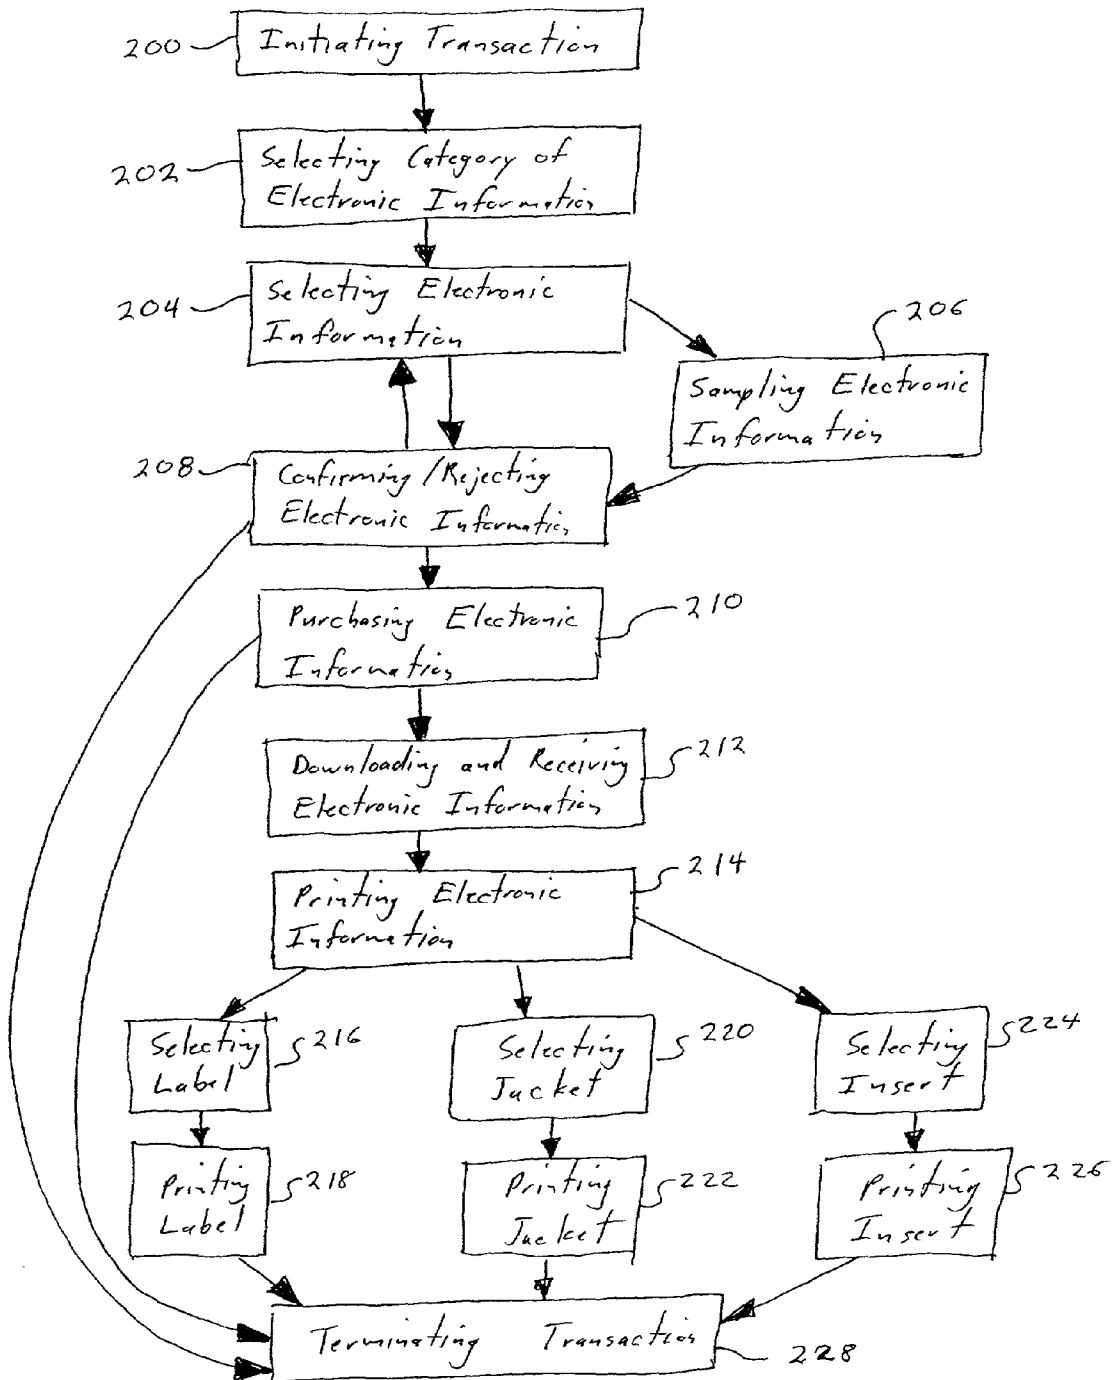 200
Initiating Transaction
202
Selecting Category of
Electronic Information
204
Selecting Electronic
Information
206
Sampling Electronic
Information
208
Confirming/Rejecting
Electronic Information
Purchasing Electronic
Information
210
Downloading and Receiving
Electronic Information
212
Printing Electronic
Information
214
Selecting
Label
216
Selecting
Jacket
220
Selecting
Insert
224
Printing
Label
218
Printing
Jacket
222
Printing
Insert
226
Terminating Transaction
228